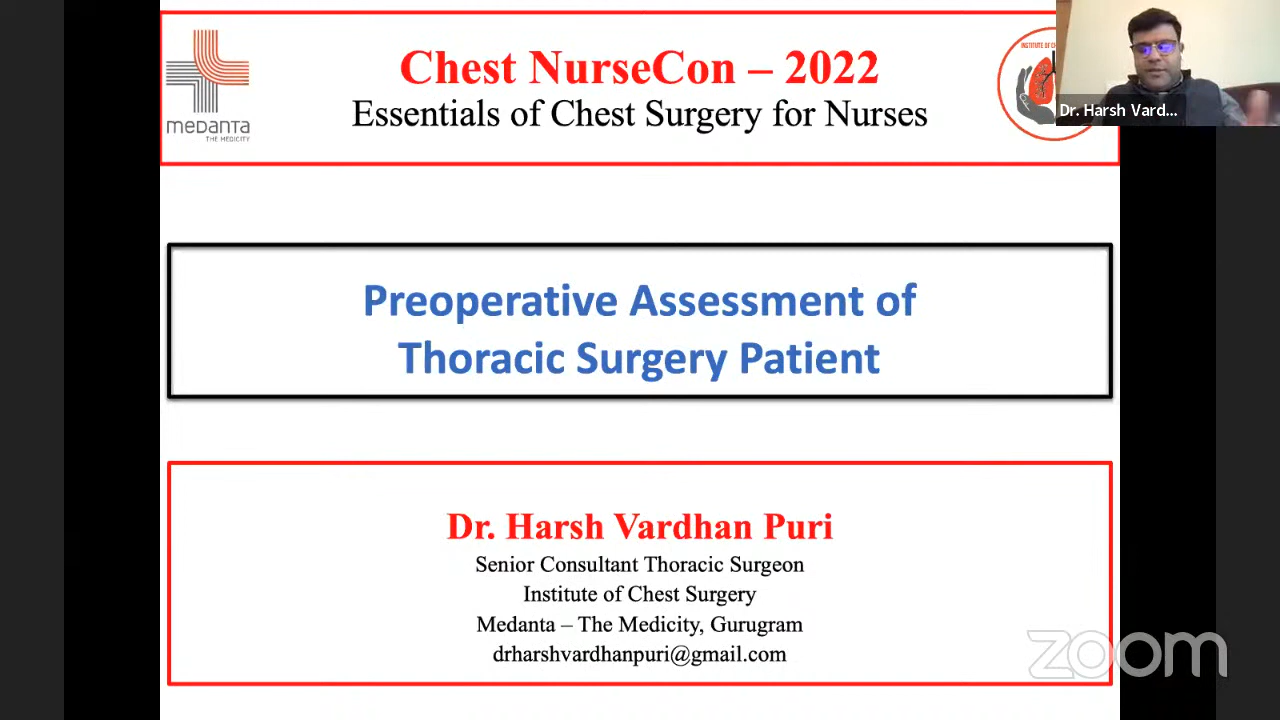 Chest NurseCon – 2022
Essentials of Chest Surgery for Nurses
MEDANTA
THE MEDICITY
INSTITUTE OF
Dr. Harsh Vard...
Preoperative Assessment of
Thoracic Surgery Patient
Dr. Harsh Vardhan Puri
Senior Consultant Thoracic Surgeon
Institute of Chest Surgery
Medanta – The Medicity, Gurugram
drharshvardhanpuri@gmail.com
zoom